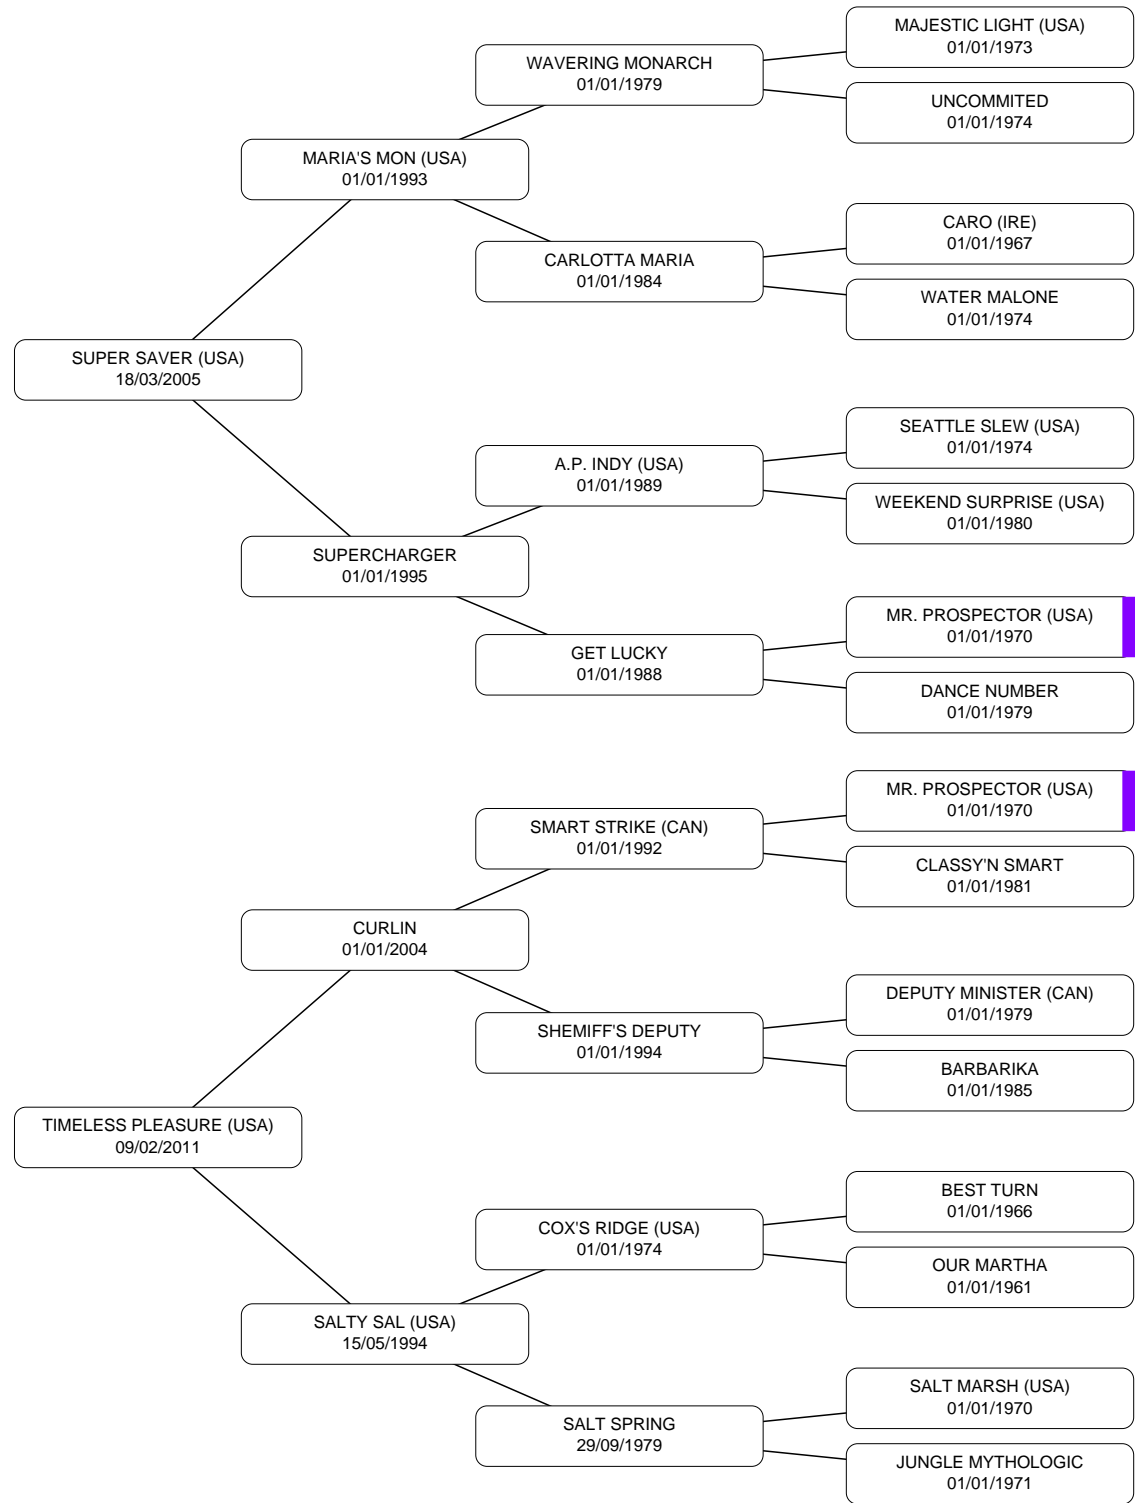 MAJESTIC LIGHT (USA)
01/01/1973
WAVERING MONARCH
01/01/1979
UNCOMMITED
01/01/1974
MARIA'S MON (USA)
01/01/1993
CARO (IRE)
01/01/1967
CARLOTTA MARIA
01/01/1984
WATER MALONE
01/01/1974
SUPER SAVER (USA)
18/03/2005
SEATTLE SLEW (USA)
01/01/1974
A.P. INDY (USA)
01/01/1989
WEEKEND SURPRISE (USA)
01/01/1980
SUPERCHARGER
01/01/1995
MR. PROSPECTOR (USA)
01/01/1970
GET LUCKY
01/01/1988
DANCE NUMBER
01/01/1979
MR. PROSPECTOR (USA)
01/01/1970
SMART STRIKE (CAN)
01/01/1992
CLASSY'N SMART
01/01/1981
CURLIN
01/01/2004
DEPUTY MINISTER (CAN)
01/01/1979
SHEMIFF'S DEPUTY
01/01/1994
BARBARIKA
01/01/1985
TIMELESS PLEASURE (USA)
09/02/2011
BEST TURN
01/01/1966
COX'S RIDGE (USA)
01/01/1974
OUR MARTHA
01/01/1961
SALTY SAL (USA)
15/05/1994
SALT MARSH (USA)
01/01/1970
SALT SPRING
29/09/1979
JUNGLE MYTHOLOGIC
01/01/1971